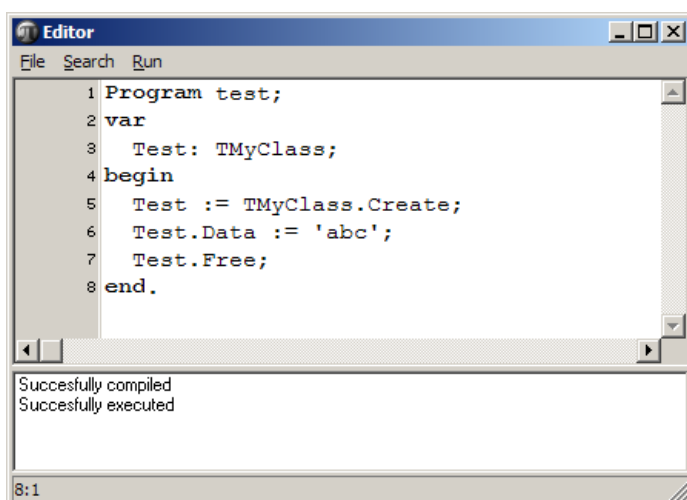 Editor
File Search Run
1 Program test;
2 var
3 Test: TMyClass;
4 begin
5 Test := TMyClass.Create;
6 Test.Data := 'abc';
7 Test.Free;
8 end.
Succesfully compiled
Succesfully executed
8:1